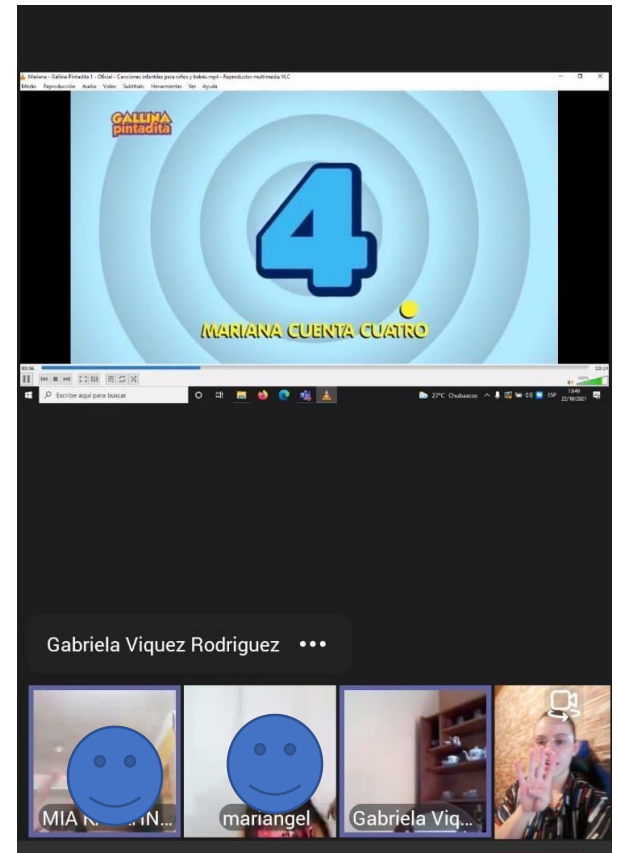 Mariana - Gallina Pintadita 1 - Oficial - Canciones infantiles para niños y bebés.mp4 - Reproductor multimedia VLC
Medio Reproducción Audio Video Subtítulo Herramientas Ver Ayuda
GALLINA
pintadita
4
MARIANA CUENTA CUATRO
Escribe aquí para buscar
27°C Chubascos
ESP
22/10/2021
Gabriela Viquez Rodriguez •••
MIA
mariangel
Gabriela Viq...